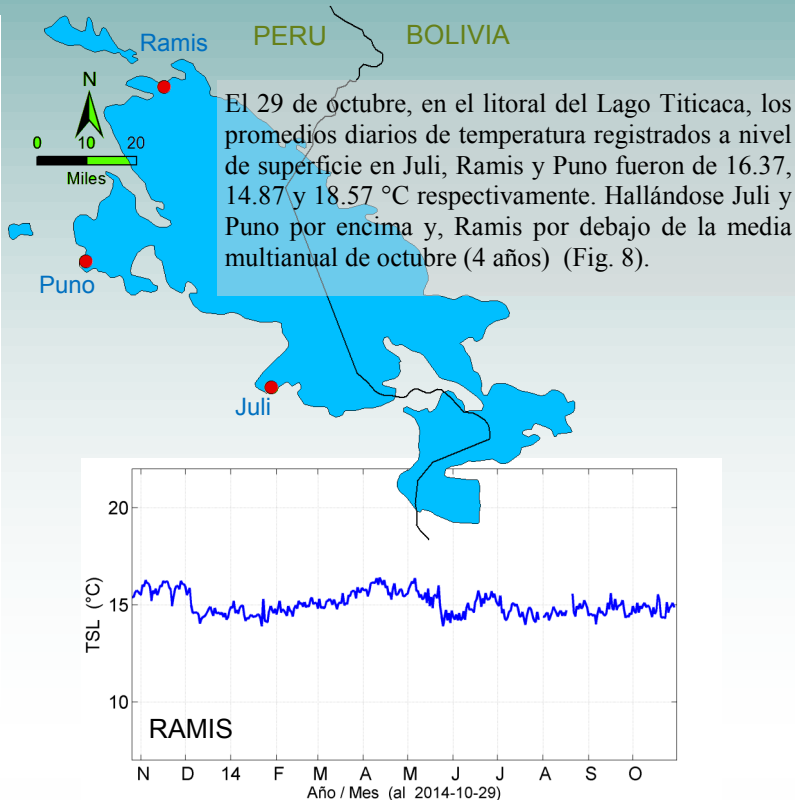 Ramis
PERU
BOLIVIA
N
0 10 20
Miles
El 29 de octubre, en el litoral del Lago Titicaca, los
promedios diarios de temperatura registrados a nivel
de superficie en Juli, Ramis y Puno fueron de 16.37,
14.87 y 18.57 °C respectivamente. Hallándose Juli y
Puno por encima y, Ramis por debajo de la media
multianual de octubre (4 años) (Fig. 8).
Puno
Juli
20
15
10
TSL (°C)
RAMIS
N D 14 F M A M J J A S O
Año / Mes (al 2014-10-29)